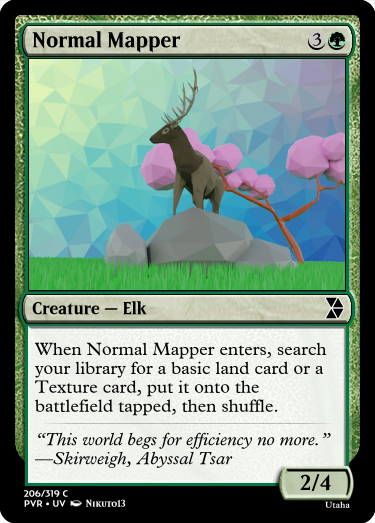 Normal Mapper 3
Creature — Elk
When Normal Mapper enters, search
your library for a basic land card or a
Texture card, put it onto the
battlefield tapped, then shuffle.
“This world begs for efficiency no more.”
—Skirweigh, Abyssal Tsar
2/4
206/319 C
PVR • UV Nikuto13
Utaha